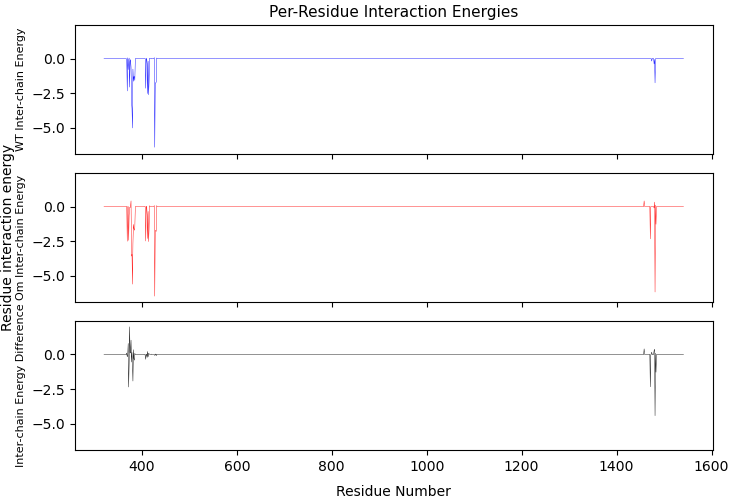 Per-Residue Interaction Energies
Residue interaction energy
WT Inter-chain Energy
0.0
−2.5
−5.0
Om Inter-chain Energy
0.0
−2.5
−5.0
Inter-chain Energy Difference
0.0
−2.5
−5.0
400 600 800 1000 1200 1400 1600
Residue Number